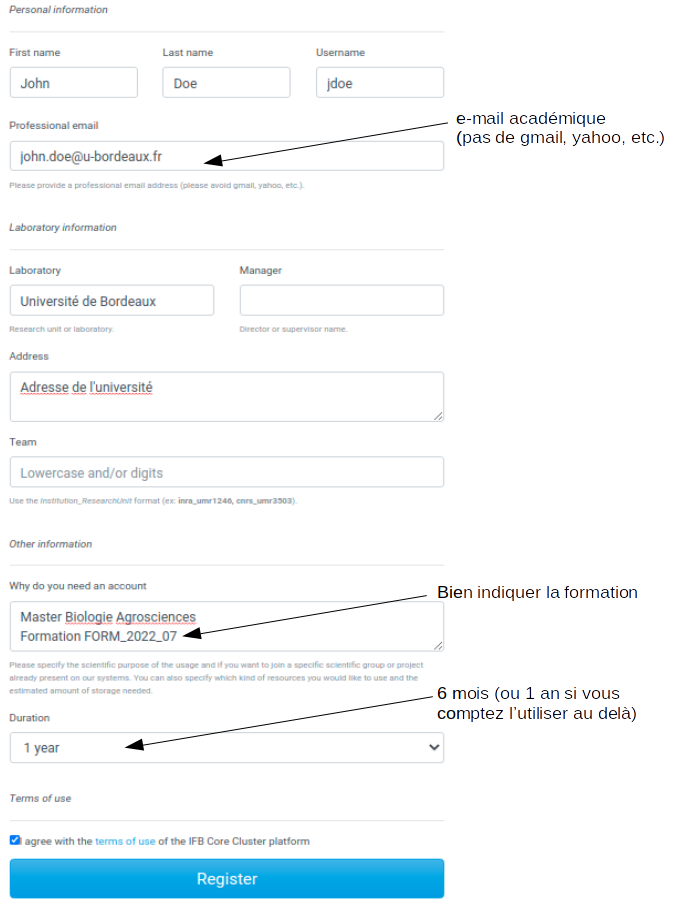 Personal information
First name
Last name
Username
John
Doe
jdoe
Professional email
john.doe@u-bordeaux.fr
Please provide a professional email address (please avoid gmail, yahoo, etc.).
e-mail académique
(pas de gmail, yahoo, etc.)
Laboratory information
Laboratory
Manager
Université de Bordeaux
Research unit or laboratory.
Director or supervisor name.
Address
Adresse de l'université
Team
Lowercase and/or digits
Use the Institution_ResearchUnit format (ex: inra_umr1246, cnrs_umr3503).
Other information
Why do you need an account
Master Biologie Agrosciences
Formation FORM_2022_07
Bien indiquer la formation
Please specify the scientific purpose of the usage and if you want to join a specific scientific group or project
already present on our systems. You can also specify which kind of resources you would like to use and the
estimated amount of storage needed.
Duration
1 year
6 mois (ou 1 an si vous
comptez l'utiliser au delà)
Terms of use
I agree with the terms of use of the IFB Core Cluster platform
Register